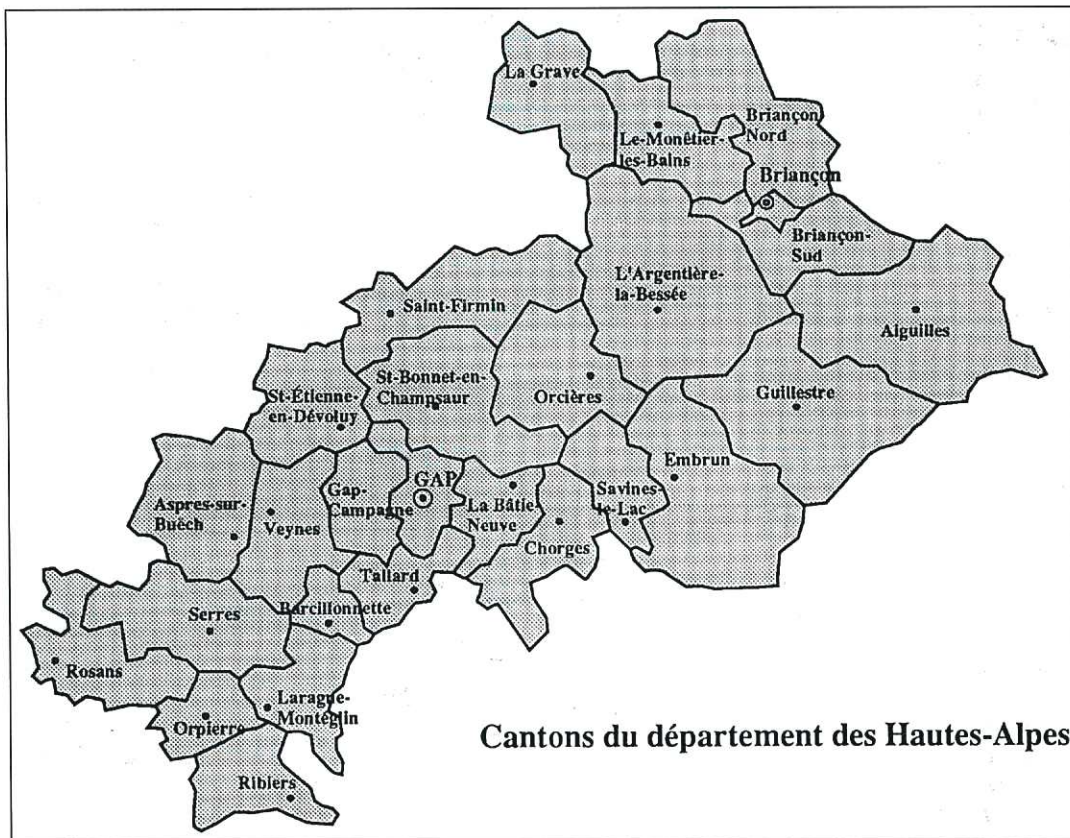 La Grave
Briançon
Nord
Le-Monêtier-
les-Bains
Briançon
Briançon-
Sud
L'Argentière-
la-Bessée
Saint-Firmin
Aiguilles
St-Bonnet-en-
Champsaur
Orcières
Guillestre
St-Étienne-
en-Dévoluy
Embrun
GAP
Gap-
Campagne
La Bâtie
Neuve
Savines-
le-Lac
Aspres-sur-
Buëch
Veynes
Chorges
Tallard
Barcillonnette
Serres
Rosans
Laragne-
Montéglin
Orpierre
Cantons du département des Hautes-Alpes
Ribiers